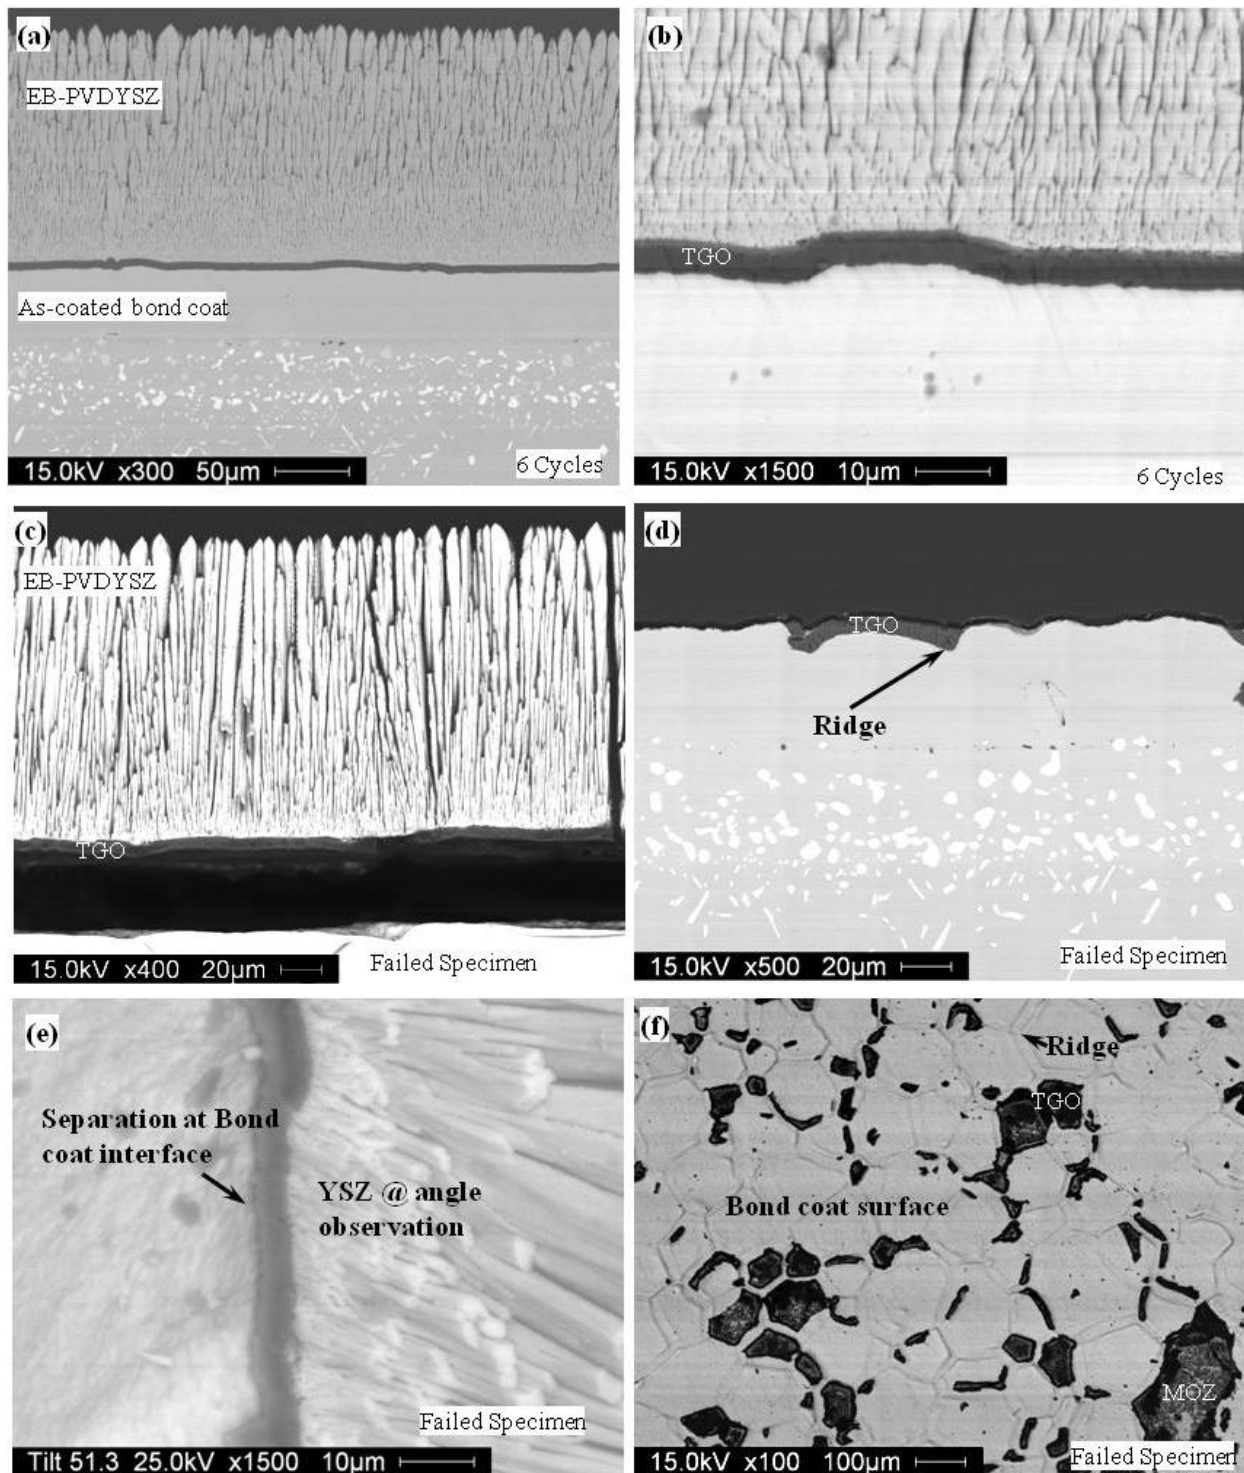 (a)
EB-PVDYSZ
As-coated bond coat
6 Cycles
15.0kV x300 50µm
(b)
TGO
15.0kV x1500 10µm
6 Cycles
(c)
EB-PVDYSZ
TGO
Failed Specimen
15.0kV x400 20µm
(d)
TGO
Ridge
Failed Specimen
15.0kV x500 20µm
(e)
Separation at Bond
coat interface
YSZ @ angle
observation
Failed Specimen
Tilt 51.3 25.0kV x1500 10µm
(f)
Ridge
TGO
Bond coat surface
MOZ
15.0kV x100 100µm
Failed Specimen